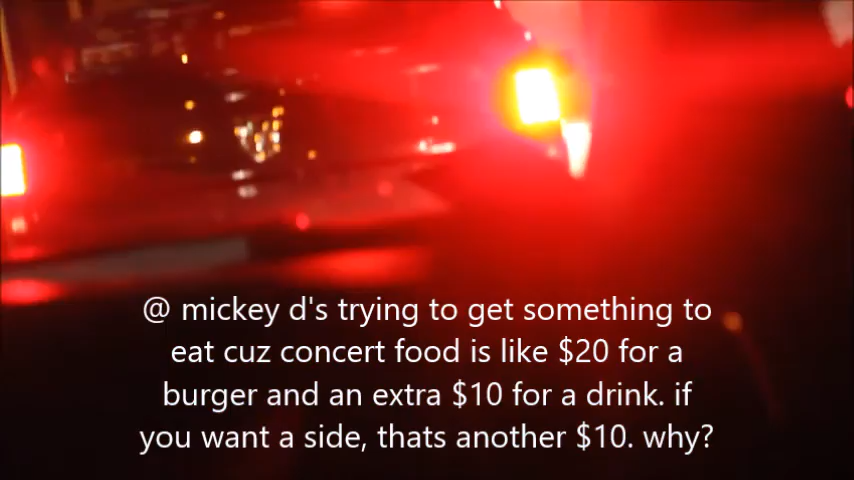 @ mickey d's trying to get something to
eat cuz concert food is like $20 for a
burger and an extra $10 for a drink. if
you want a side, thats another $10. why?